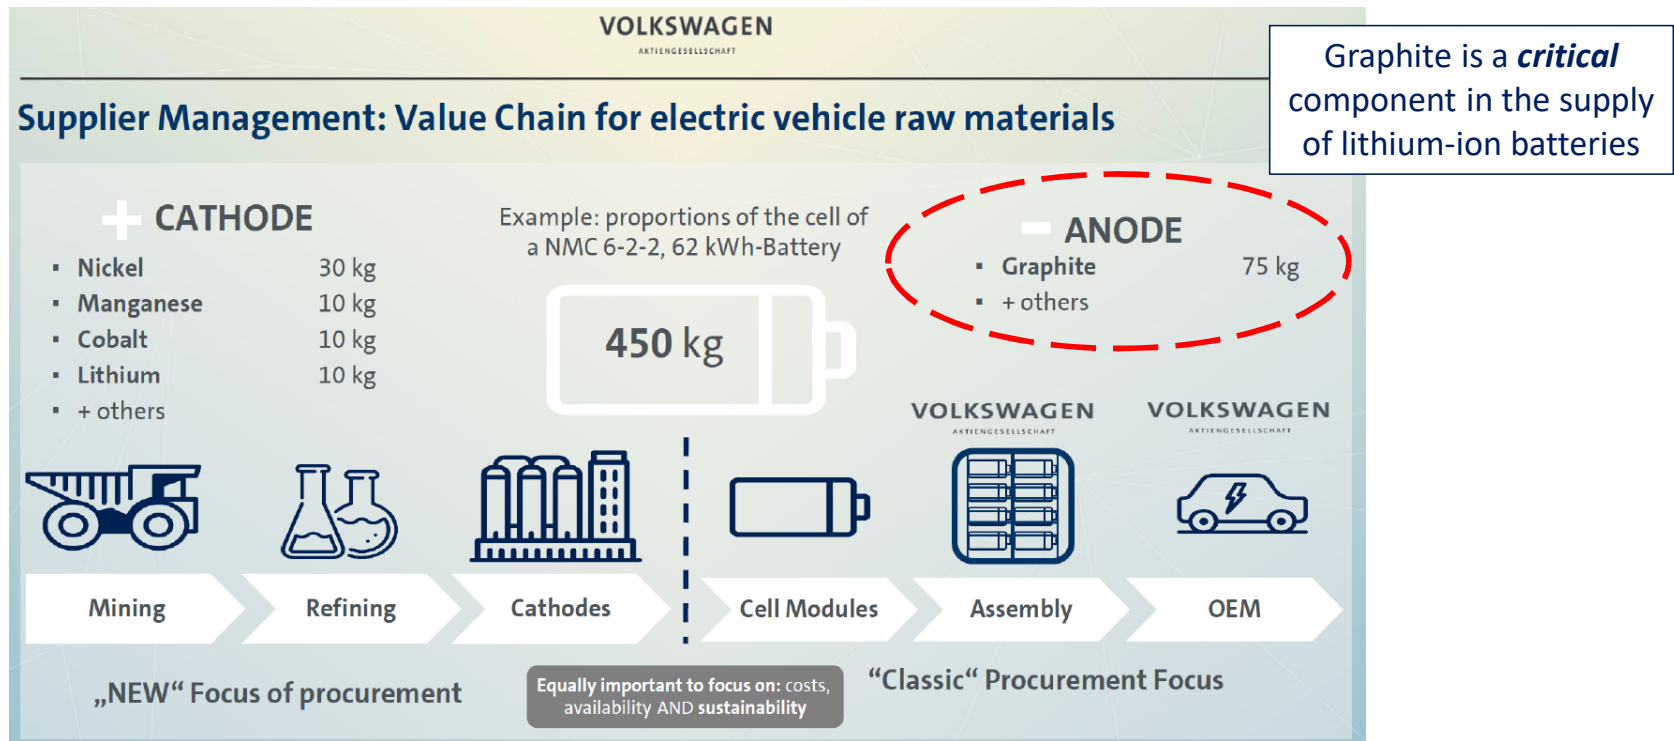 VOLKSWAGEN
AKTIENGESELLSCHAFT
Graphite is a critical
component in the supply
of lithium-ion batteries
Supplier Management: Value Chain for electric vehicle raw materials
+ CATHODE
▪ Nickel 30 kg
▪ Manganese 10 kg
▪ Cobalt 10 kg
▪ Lithium 10 kg
▪ + others
Example: proportions of the cell of
a NMC 6-2-2, 62 kWh-Battery
450 kg
- ANODE
▪ Graphite 75 kg
▪ + others
VOLKSWAGEN
AKTIENGESELLSCHAFT
VOLKSWAGEN
AKTIENGESELLSCHAFT
Mining
Refining
Cathodes
Cell Modules
Assembly
OEM
„NEW“ Focus of procurement
Equally important to focus on: costs,
availability AND sustainability
“Classic“ Procurement Focus